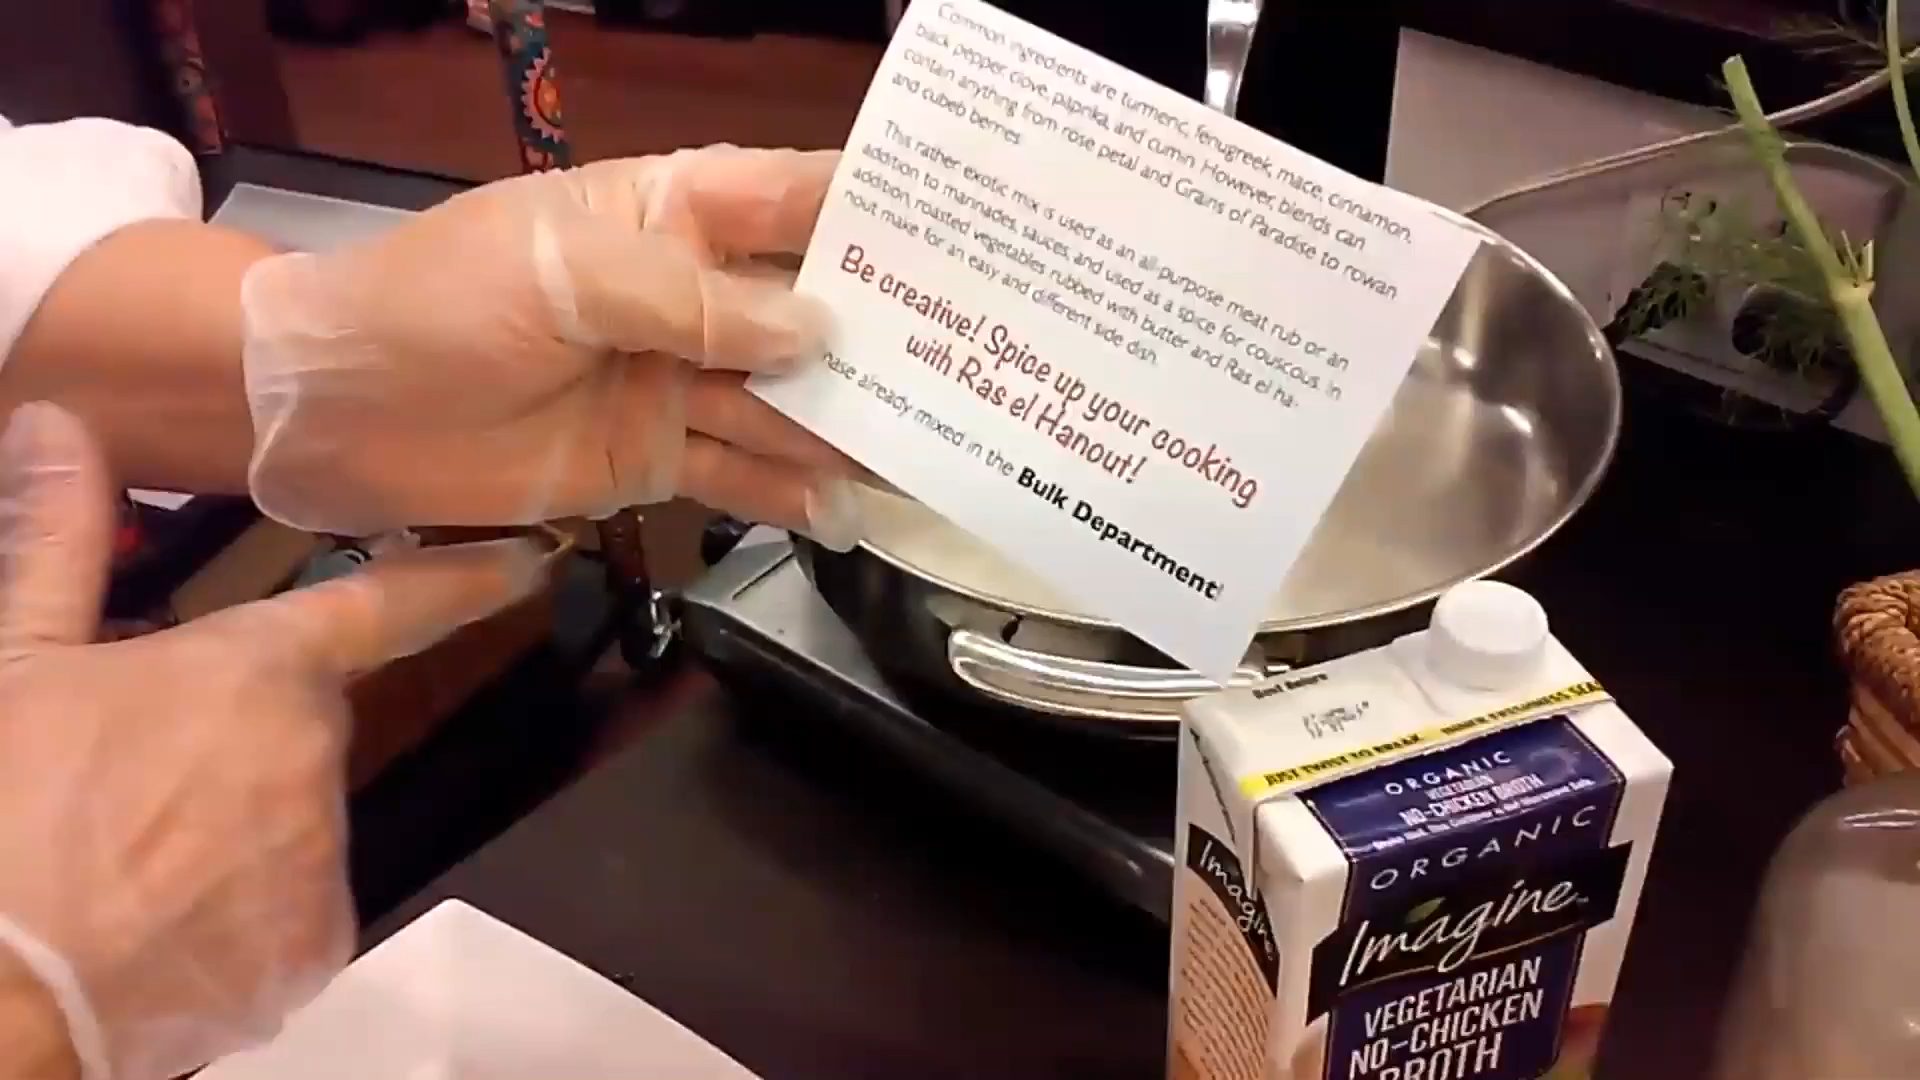 Common ingredients are turmeric, fenugreek, mace, cinnamon,
black pepper, clove, paprika, and cumin. However, blends can
contain anything from rose petal and Grains of Paradise to rowan
and cubeb berries.
This rather exotic mix is used as an all-purpose meat rub or an
addition to marinades, sauces, and used as a spice for couscous. In
addition, roasted vegetables rubbed with butter and Ras el ha-
nout make for an easy and different side dish.
Be creative! Spice up your cooking
with Ras el Hanout!
hase already mixed in the Bulk Department!
Best Before
JUST TWIST TO BREAK
ORGANIC
VEGETARIAN
NO-CHICKEN BROTH
ORGANIC
Imagine
Imagine
VEGETARIAN
NO-CHICKEN
BROTH